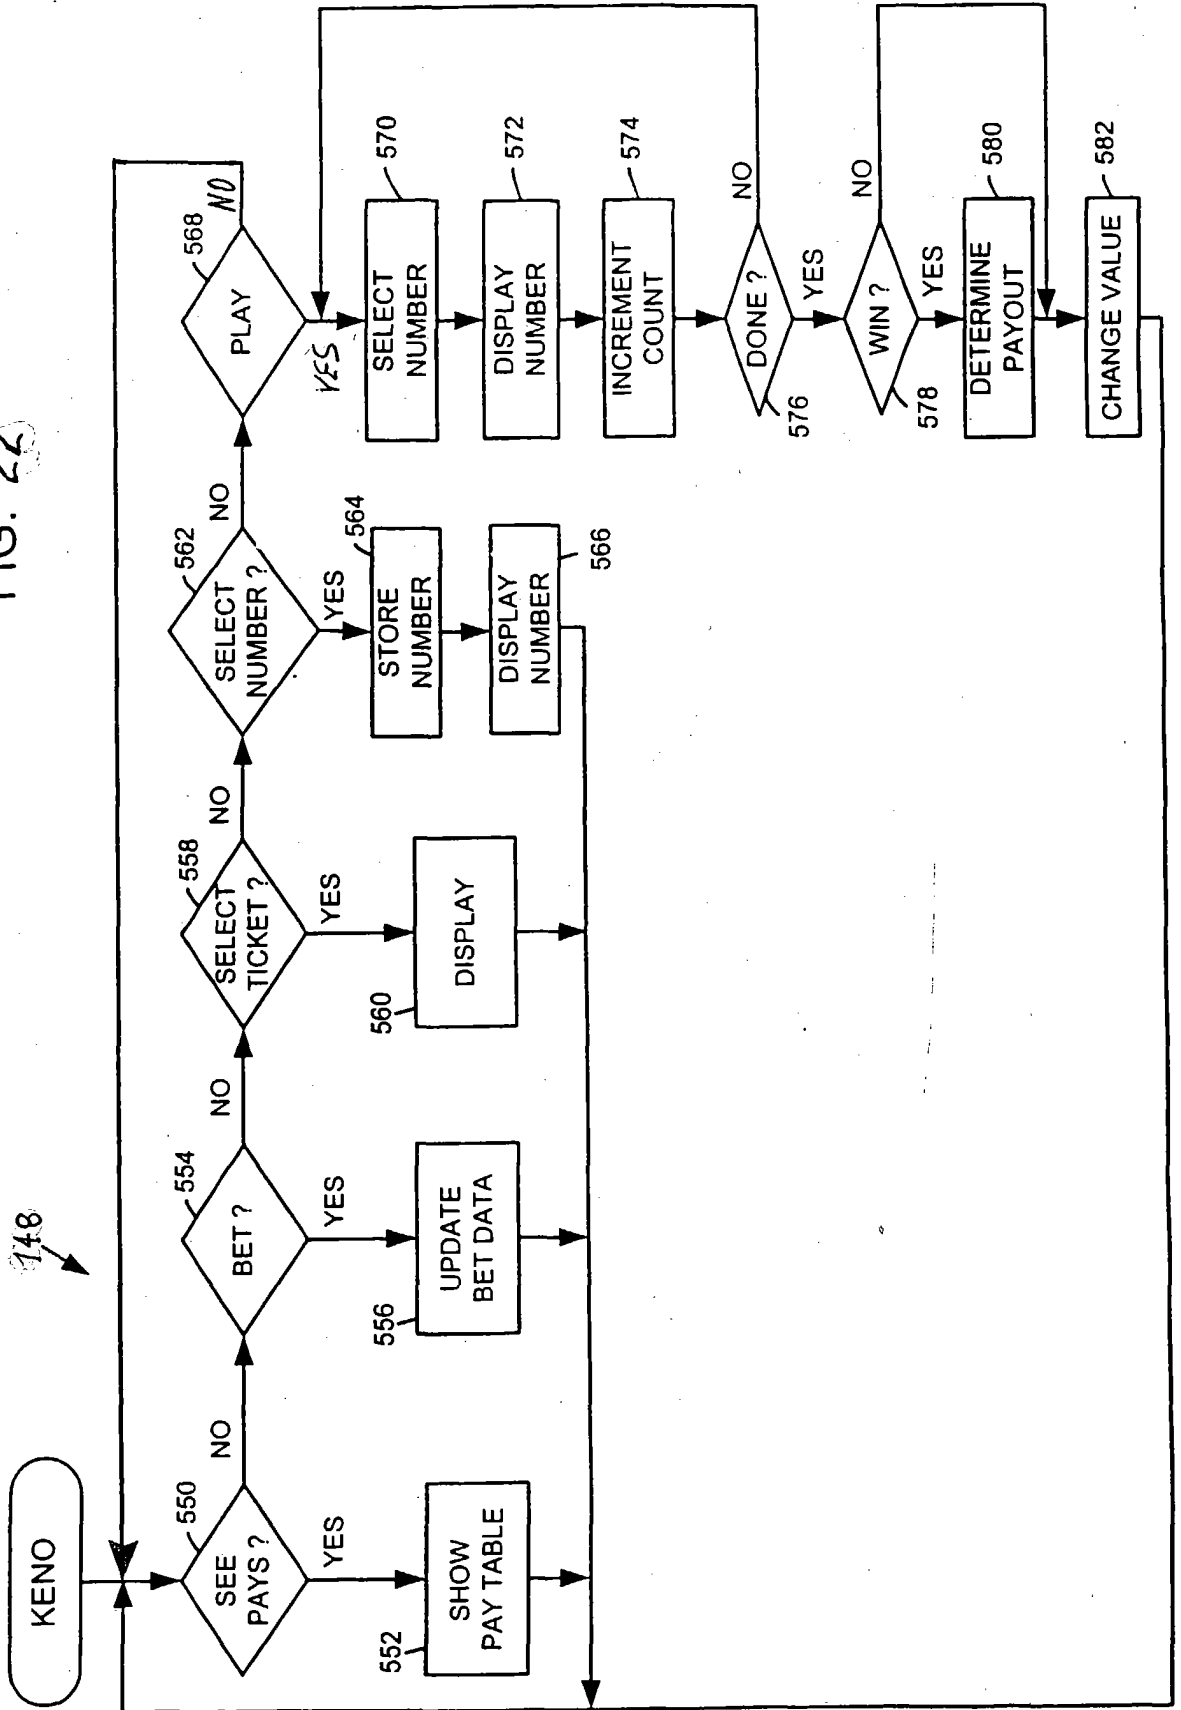 FIG. 22
148
KENO
550
SEE
PAYS ?
NO
YES
552
SHOW
PAY TABLE
554
BET ?
NO
YES
556
UPDATE
BET DATA
558
SELECT
TICKET ?
NO
YES
560
DISPLAY
562
SELECT
NUMBER ?
NO
YES
564
STORE
NUMBER
566
DISPLAY
NUMBER
568
PLAY
NO
YES
570
SELECT
NUMBER
572
DISPLAY
NUMBER
574
INCREMENT
COUNT
576
DONE ?
NO
YES
578
WIN ?
NO
YES
580
DETERMINE
PAYOUT
582
CHANGE VALUE